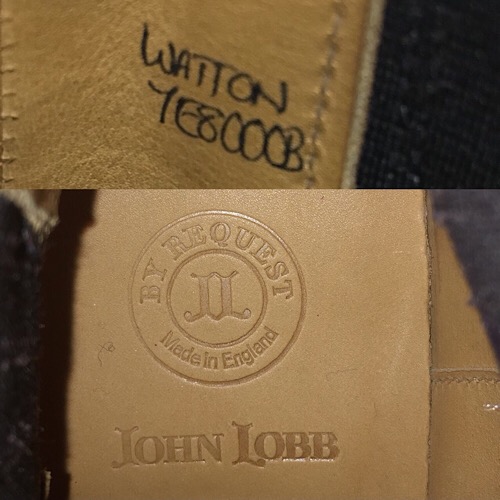 WATTON
7E8000B
BY REQUEST
JL
Made in England
JOHN LOBB